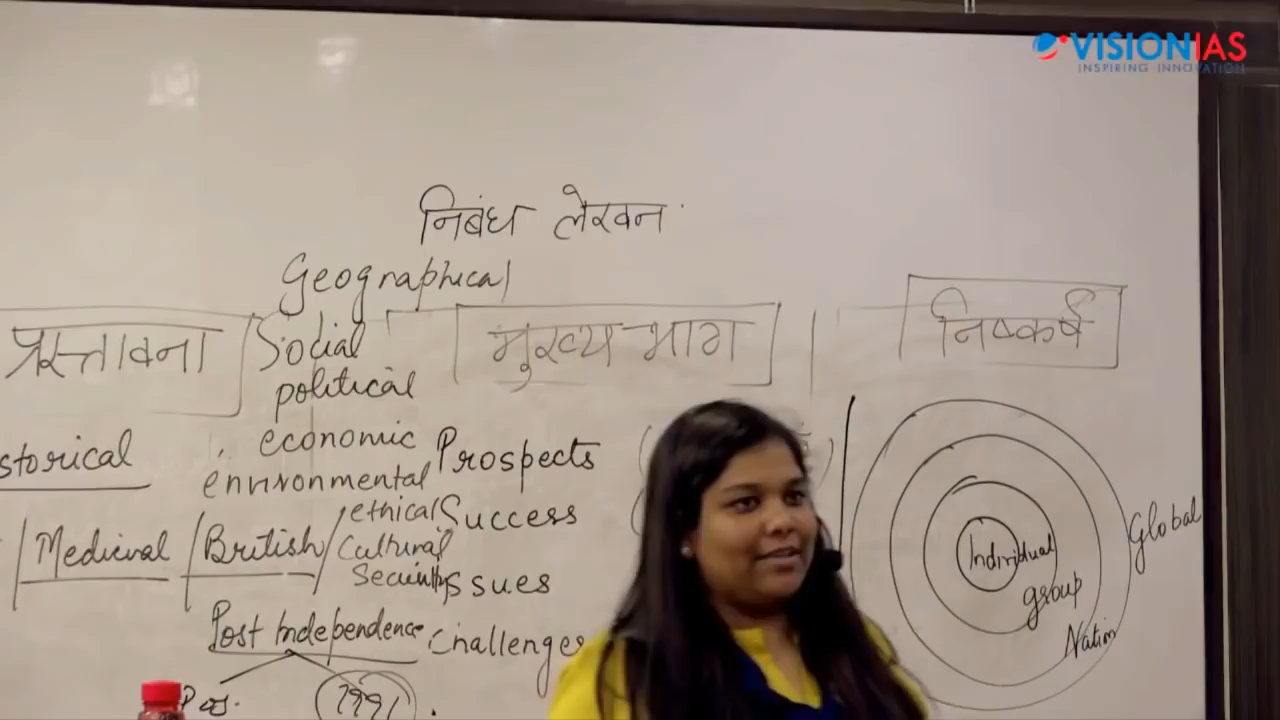 VISIONIAS
INSPIRING INNOVATION
निबंध लेखन
Geographical
प्रस्तावना
Social
मुख्य भाग
निष्कर्ष
political
economic
Prospects
storical
environmental
ethical
Success
Medieval
British
Cultural
Security
Issues
Post Independence
Challenges
1991
Individual
group
Nation
Global